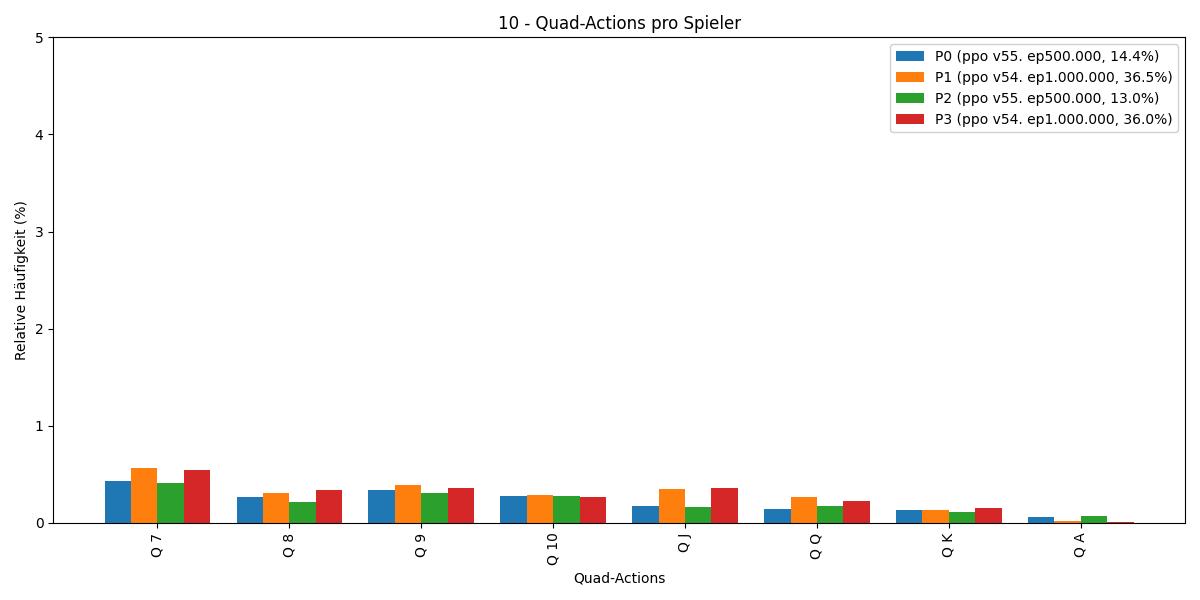 10 - Quad-Actions pro Spieler
P0 (ppo v55. ep500.000, 14.4%)
P1 (ppo v54. ep1.000.000, 36.5%)
P2 (ppo v55. ep500.000, 13.0%)
P3 (ppo v54. ep1.000.000, 36.0%)
Relative Häufigkeit (%)
5
4
3
2
1
0
Q 7
Q 8
Q 9
Q 10
Q J
Q Q
Q K
Q A
Quad-Actions